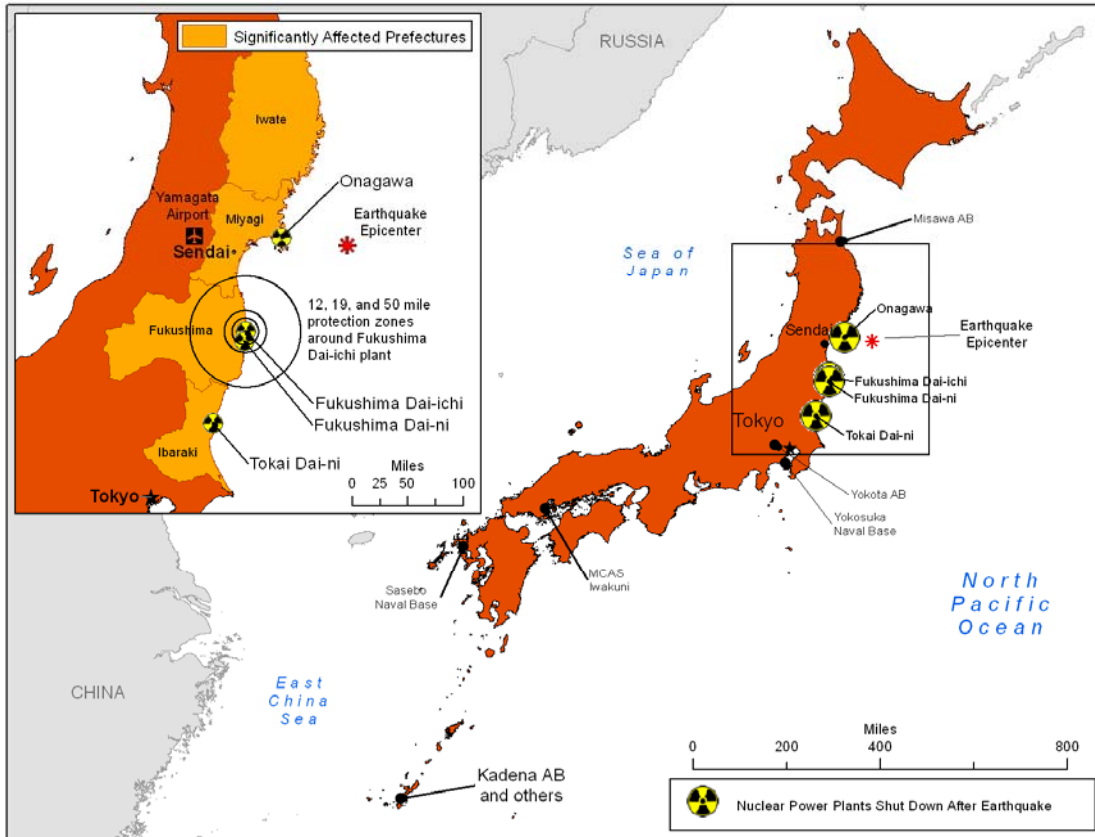 Significantly Affected Prefectures
Iwate
Onagawa
Yamagata
Airport
Miyagi
Earthquake
Epicenter
Sendai
12, 19, and 50 mile
protection zones
around Fukushima
Dai-ichi plant
Fukushima
Fukushima Dai-ichi
Fukushima Dai-ni
Tokai Dai-ni
Ibaraki
Miles
0 25 50 100
Tokyo
RUSSIA
Misawa AB
Sea of
Japan
Onagawa
Sendai
Earthquake
Epicenter
Fukushima Dai-ichi
Fukushima Dai-ni
Tokyo
Tokai Dai-ni
Yokota AB
Yokosuka
Naval Base
MCAS
Iwakuni
Sasebo
Naval Base
North
Pacific
Ocean
CHINA
East
China
Sea
Kadena AB
and others
Miles
0 200 400 800
Nuclear Power Plants Shut Down After Earthquake